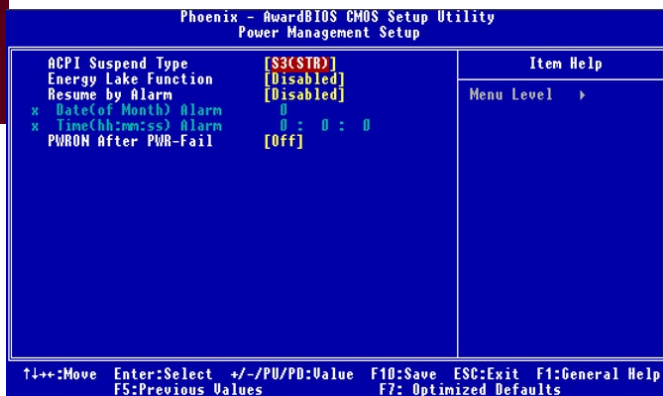 Phoenix - AwardBIOS CMOS Setup Utility
Power Management Setup
ACPI Suspend Type [S3(STR)]
Energy Lake Function [Disabled]
Resume by Alarm [Disabled]
x Date(of Month) Alarm 0
x Time(hh:mm:ss) Alarm 0 : 0 : 0
PWRON After PWR-Fail [Off]
Item Help
Menu Level ▸
↑↓→←:Move Enter:Select +/-/PU/PD:Value F10:Save ESC:Exit F1:General Help
F5:Previous Values F7: Optimized Defaults